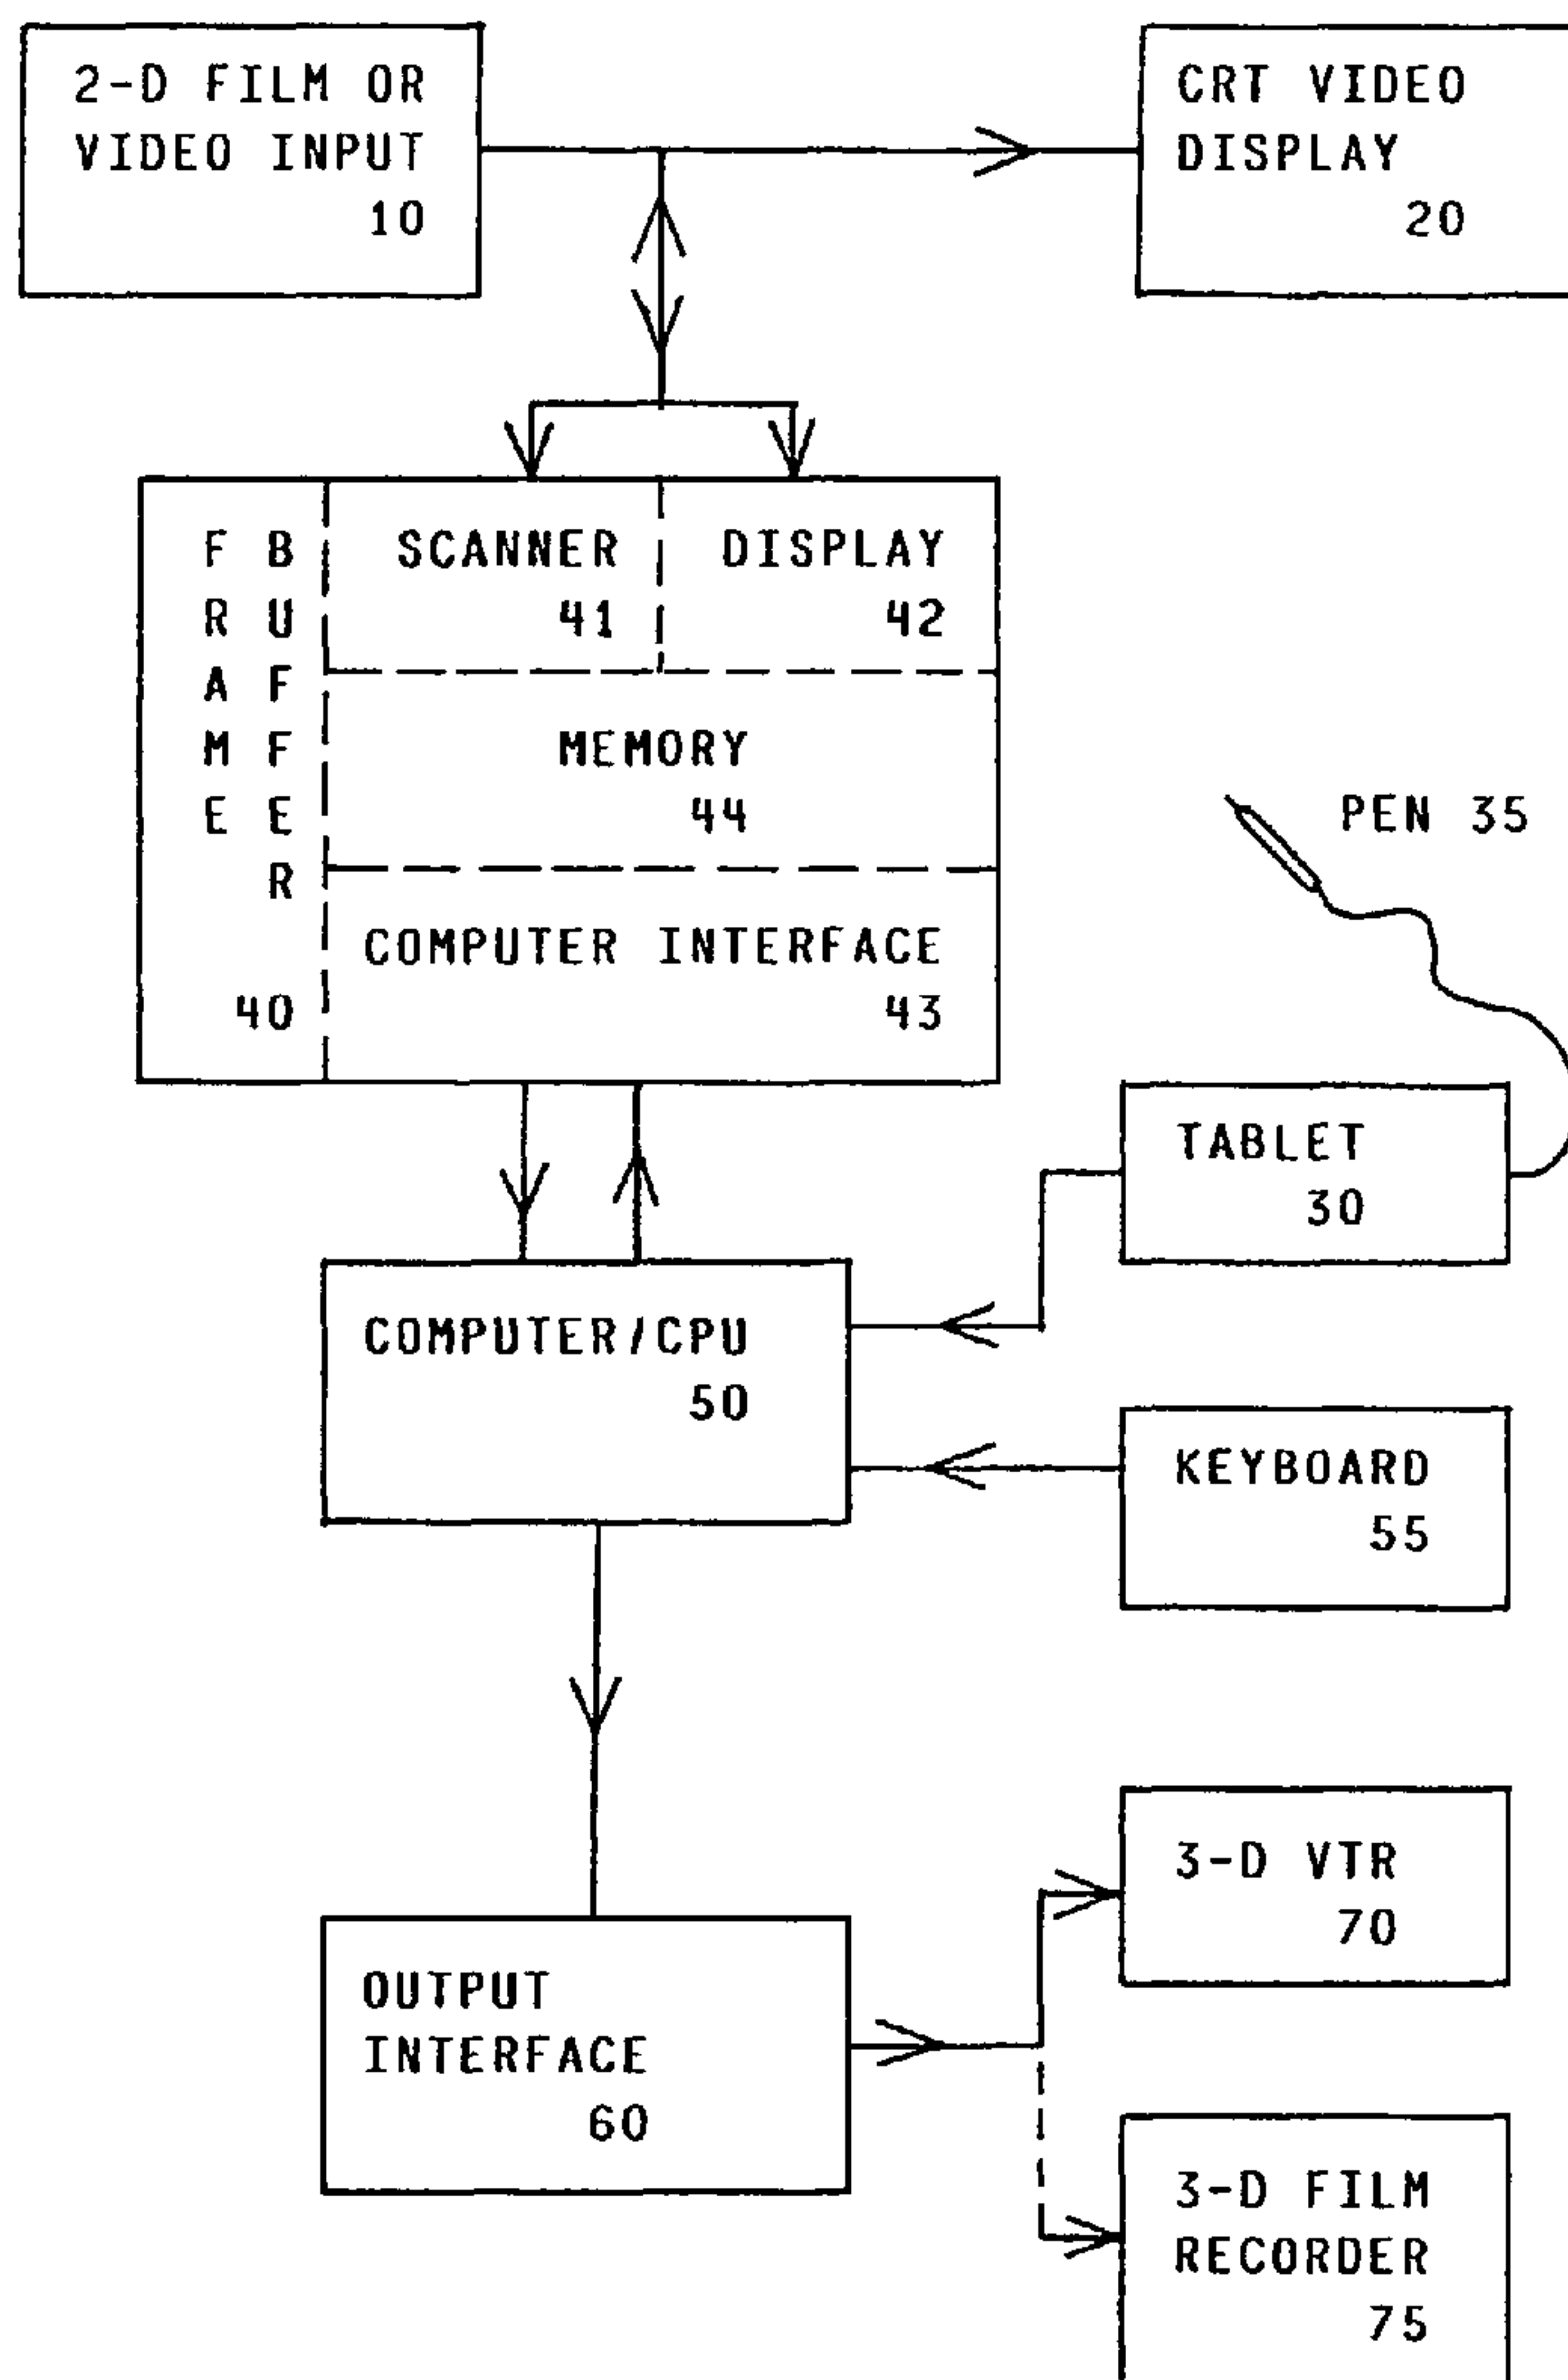 2-D FILM OR
VIDEO INPUT
10
CRT VIDEO
DISPLAY
20
FRAME
BUFFER
40
SCANNER
41
DISPLAY
42
MEMORY
44
COMPUTER INTERFACE
43
PEN 35
TABLET
30
COMPUTER/CPU
50
KEYBOARD
55
3-D VTR
70
OUTPUT
INTERFACE
60
3-D FILM
RECORDER
75